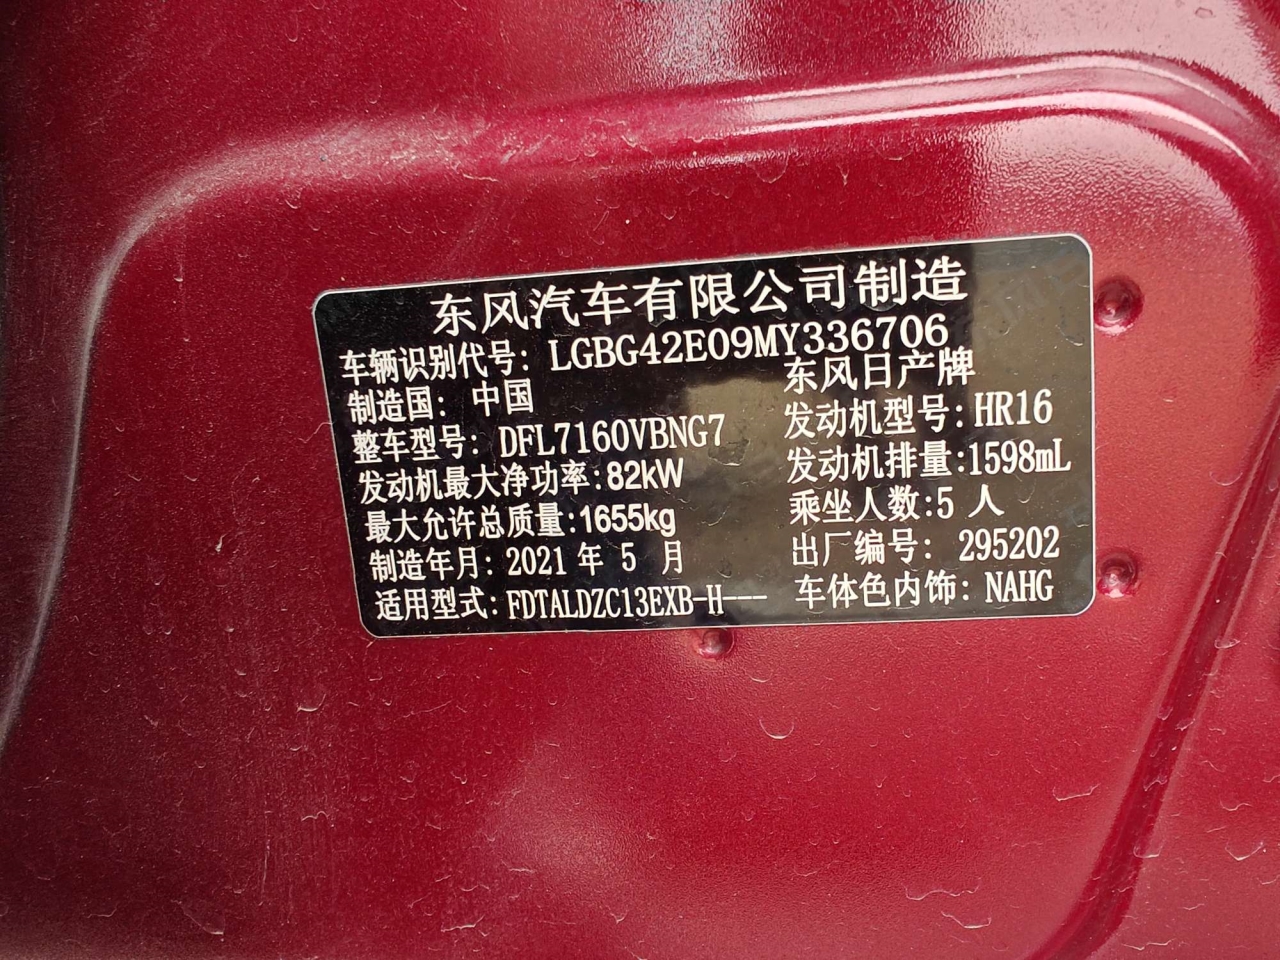 东风汽车有限公司制造
车辆识别代号: LGBG42E09MY336706
制造国: 中国 东风日产牌
整车型号: DFL7160VBNG7 发动机型号: HR16
发动机最大净功率:82kW 发动机排量:1598mL
最大允许总质量:1655kg 乘坐人数:5 人
制造年月: 2021 年 5 月 出厂编号: 295202
适用型式: FDTALDZC13EXB-H--- 车体色内饰: NAHG